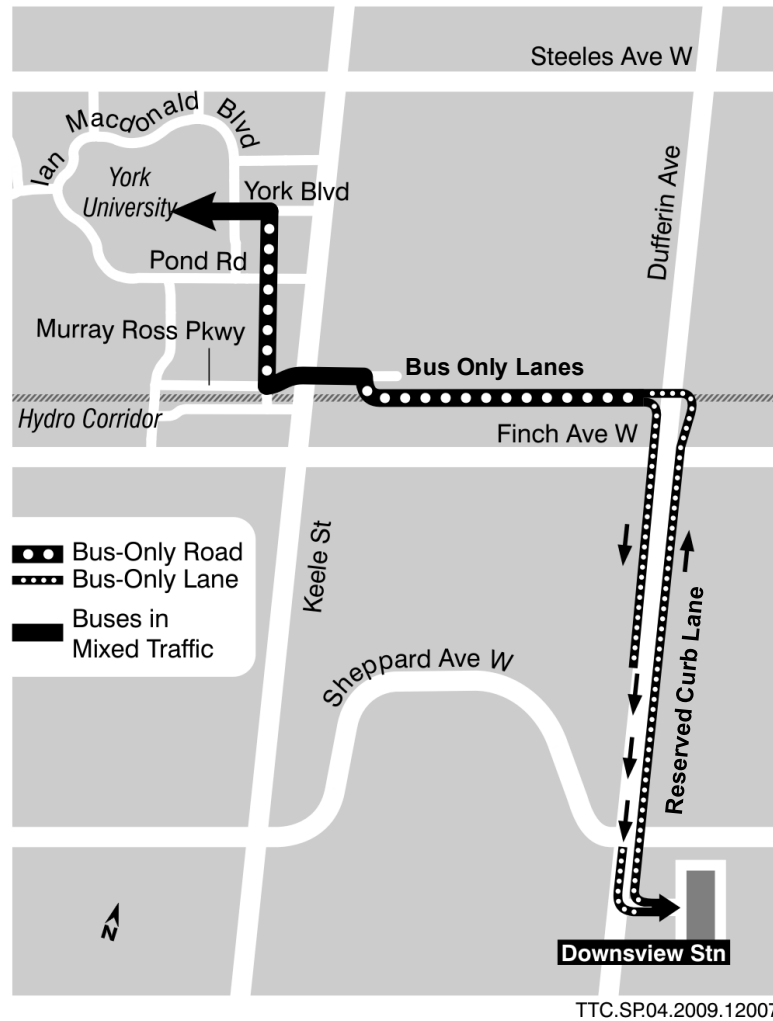 Steeles Ave W
Ian Macdonald Blvd
York
University
York Blvd
Dufferin Ave
Pond Rd
Murray Ross Pkwy
Bus Only Lanes
Hydro Corridor
Finch Ave W
Bus-Only Road
Bus-Only Lane
Buses in
Mixed Traffic
Keele St
Sheppard Ave W
Reserved Curb Lane
N
Downsview Stn
TTC.SP.04.2009.12007